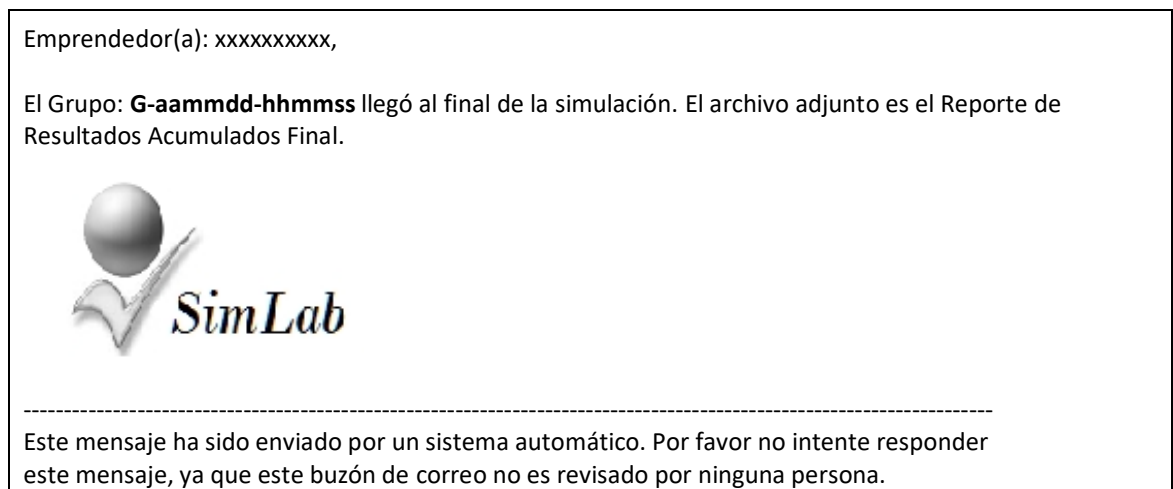 Emprendedor(a): xxxxxxxxxx,
El Grupo: G-aammdd-hhmmss llegó al final de la simulación. El archivo adjunto es el Reporte de
Resultados Acumulados Final.
SimLab
------------------------------------------------------------------------------------------------------------------------
Este mensaje ha sido enviado por un sistema automático. Por favor no intente responder
este mensaje, ya que este buzón de correo no es revisado por ninguna persona.